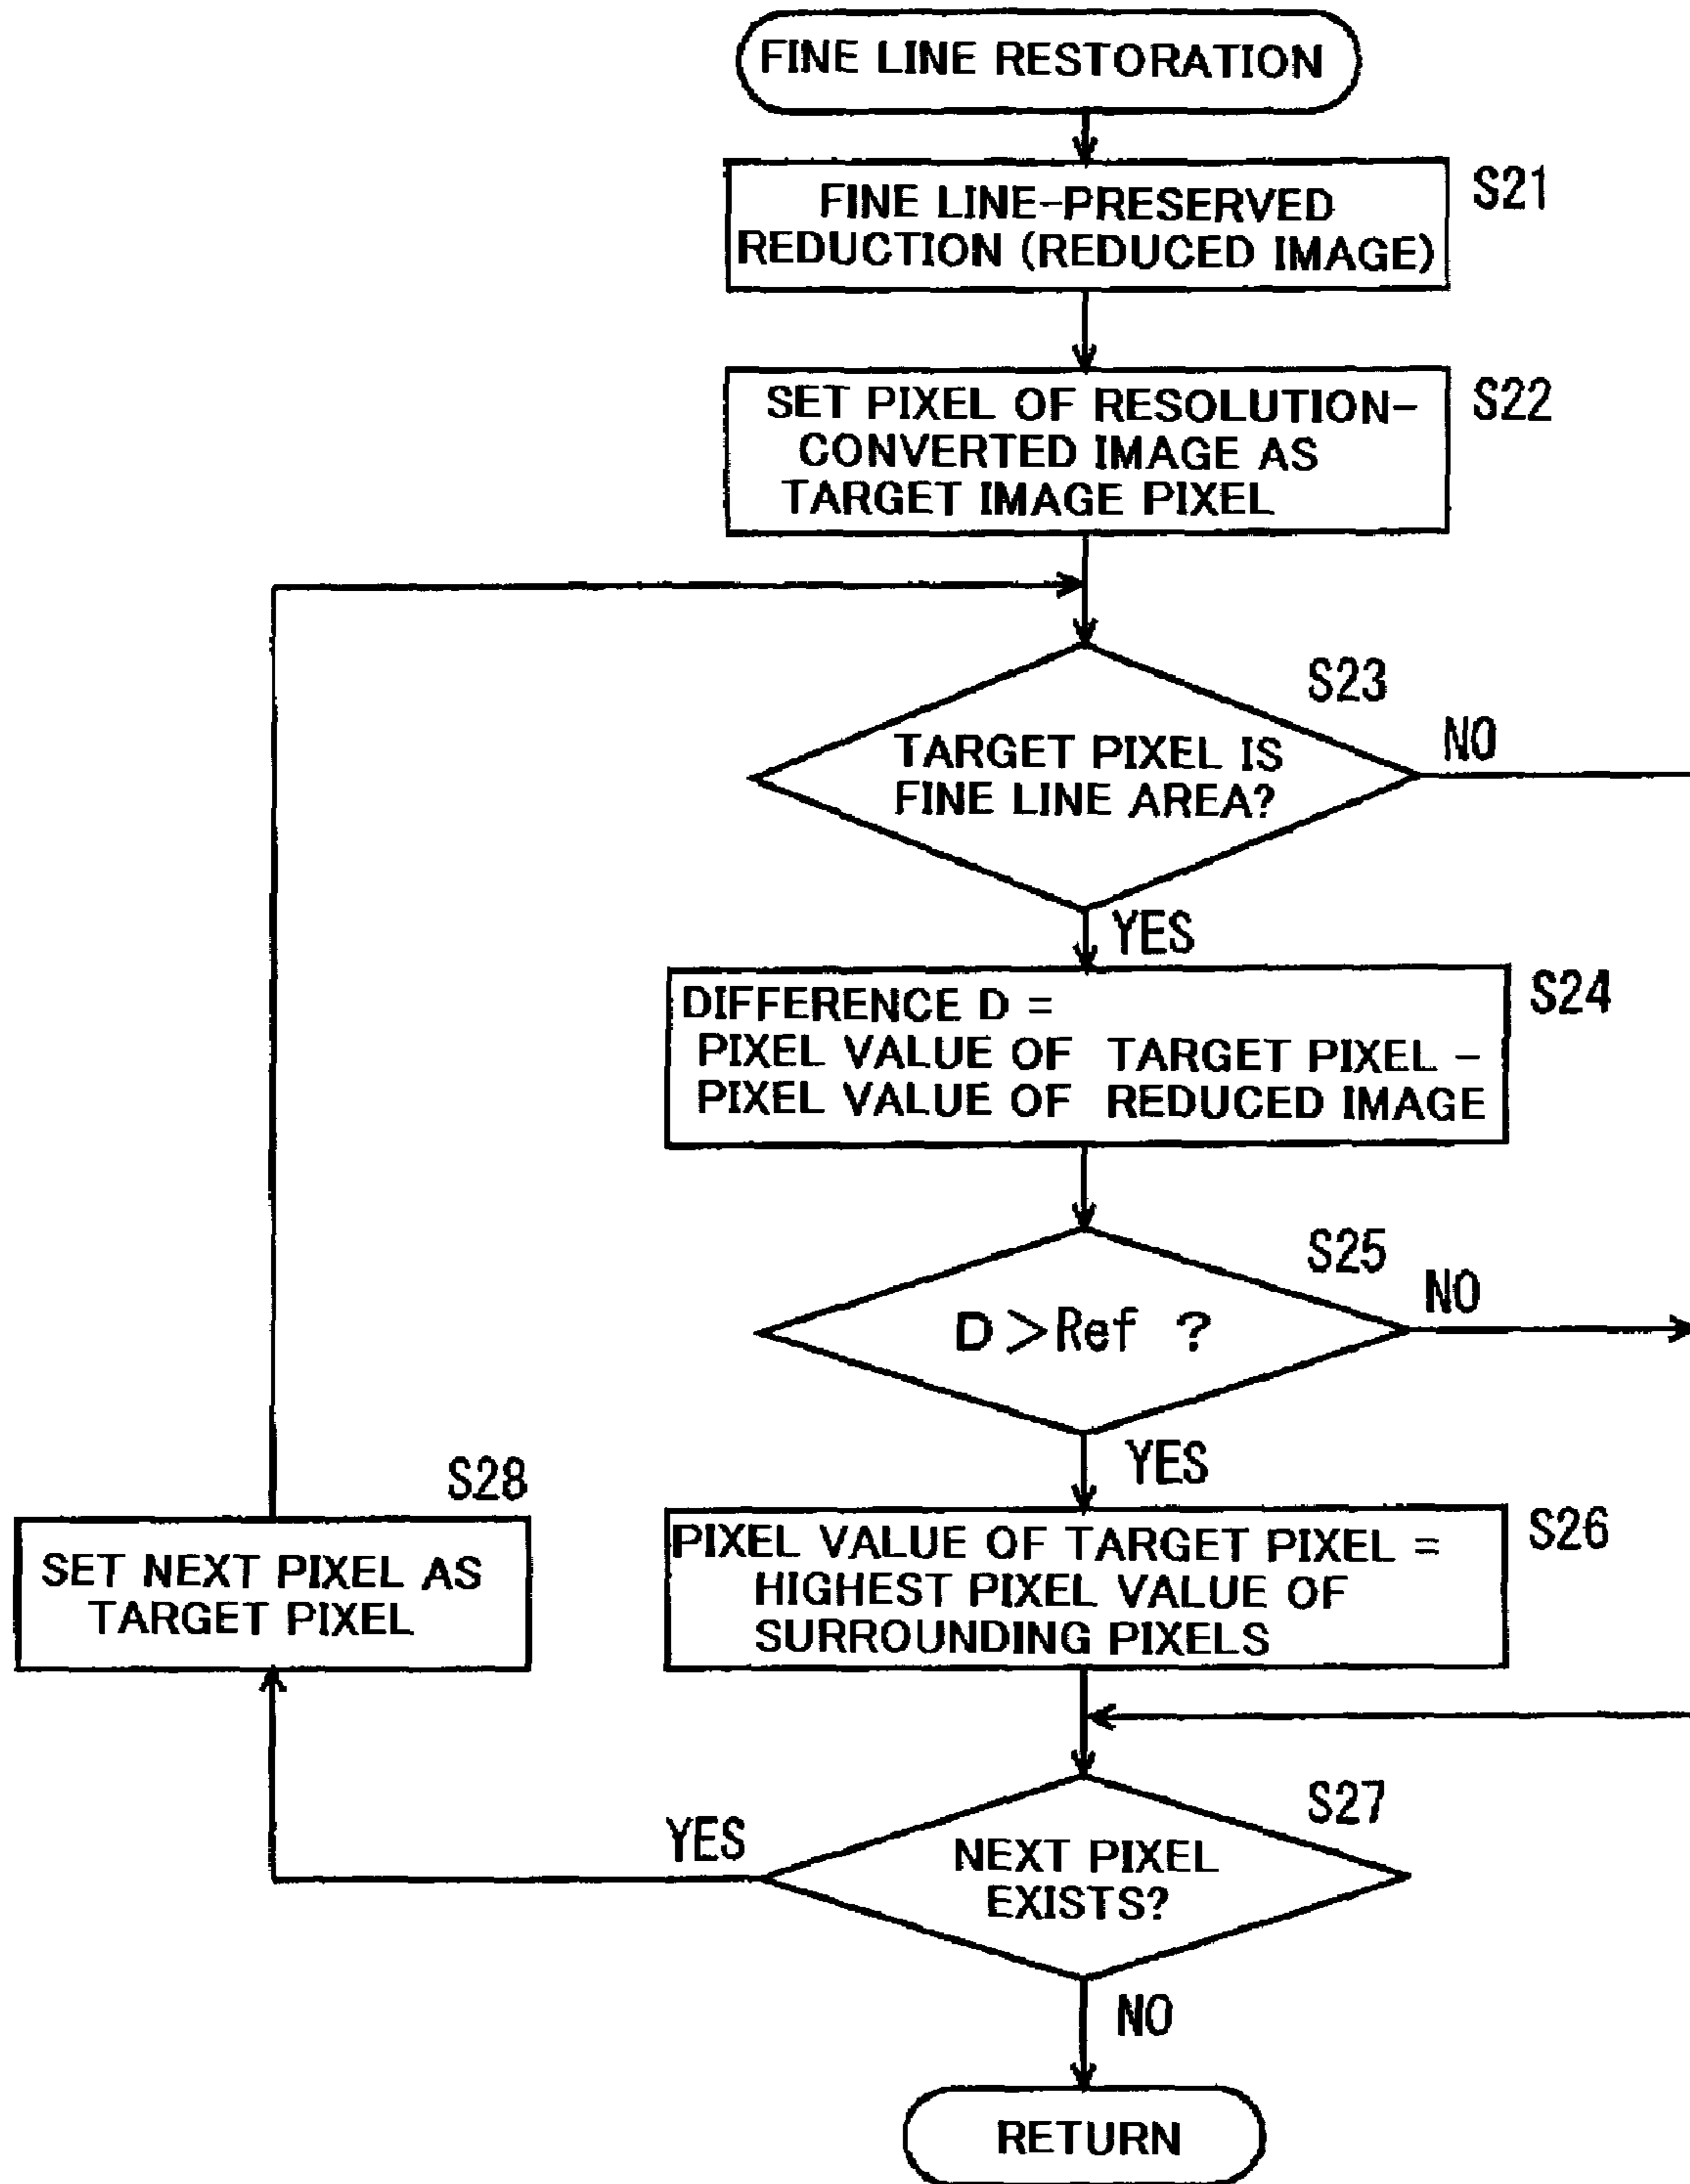 FINE LINE RESTORATION
S21
FINE LINE-PRESERVED
REDUCTION (REDUCED IMAGE)
S22
SET PIXEL OF RESOLUTION-
CONVERTED IMAGE AS
TARGET IMAGE PIXEL
S23
TARGET PIXEL IS
FINE LINE AREA?
NO
YES
S24
DIFFERENCE D =
PIXEL VALUE OF TARGET PIXEL -
PIXEL VALUE OF REDUCED IMAGE
S25
D>Ref ?
NO
YES
S26
PIXEL VALUE OF TARGET PIXEL =
HIGHEST PIXEL VALUE OF
SURROUNDING PIXELS
S28
SET NEXT PIXEL AS
TARGET PIXEL
S27
NEXT PIXEL
EXISTS?
YES
NO
RETURN